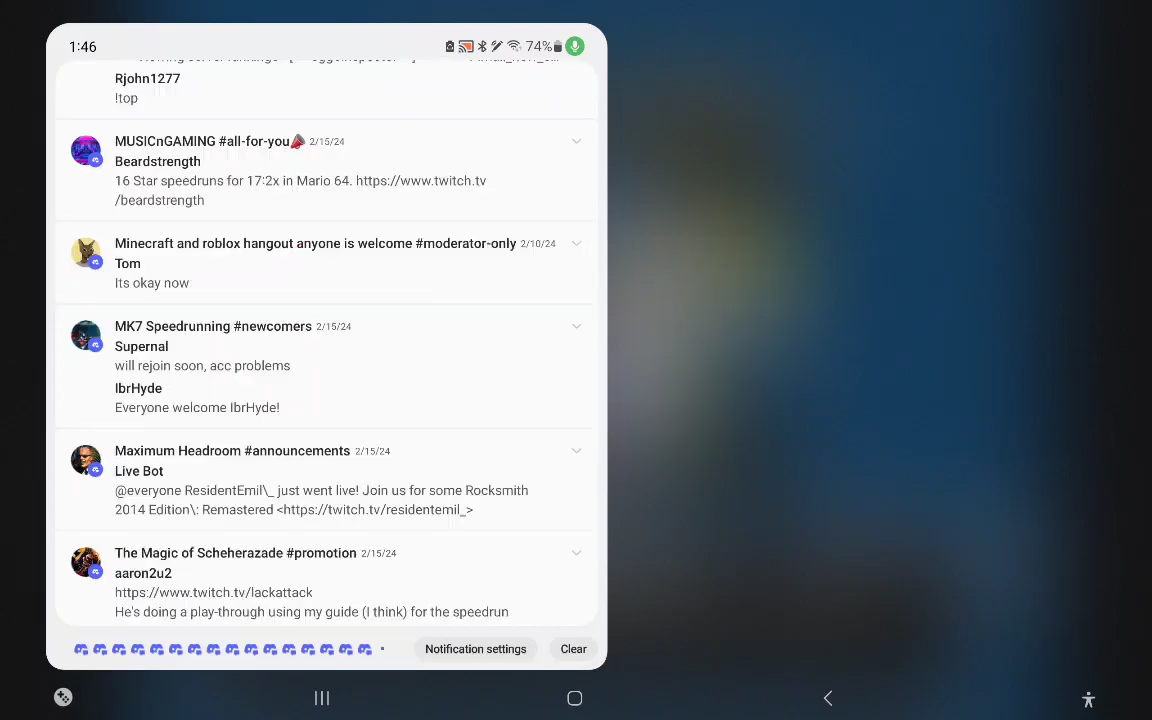 1:46
74%
Rjohn1277
!top
MUSICnGAMING #all-for-you 2/15/24
Beardstrength
16 Star speedruns for 17:2x in Mario 64. https://www.twitch.tv
/beardstrength
Minecraft and roblox hangout anyone is welcome #moderator-only 2/10/24
Tom
Its okay now
MK7 Speedrunning #newcomers 2/15/24
Supernal
will rejoin soon, acc problems
IbrHyde
Everyone welcome IbrHyde!
Maximum Headroom #announcements 2/15/24
Live Bot
@everyone ResidentEmil\_ just went live! Join us for some Rocksmith
2014 Edition\: Remastered <https://twitch.tv/residentemil_>
The Magic of Scheherazade #promotion 2/15/24
aaron2u2
https://www.twitch.tv/lackattack
He's doing a play-through using my guide (I think) for the speedrun
Notification settings
Clear